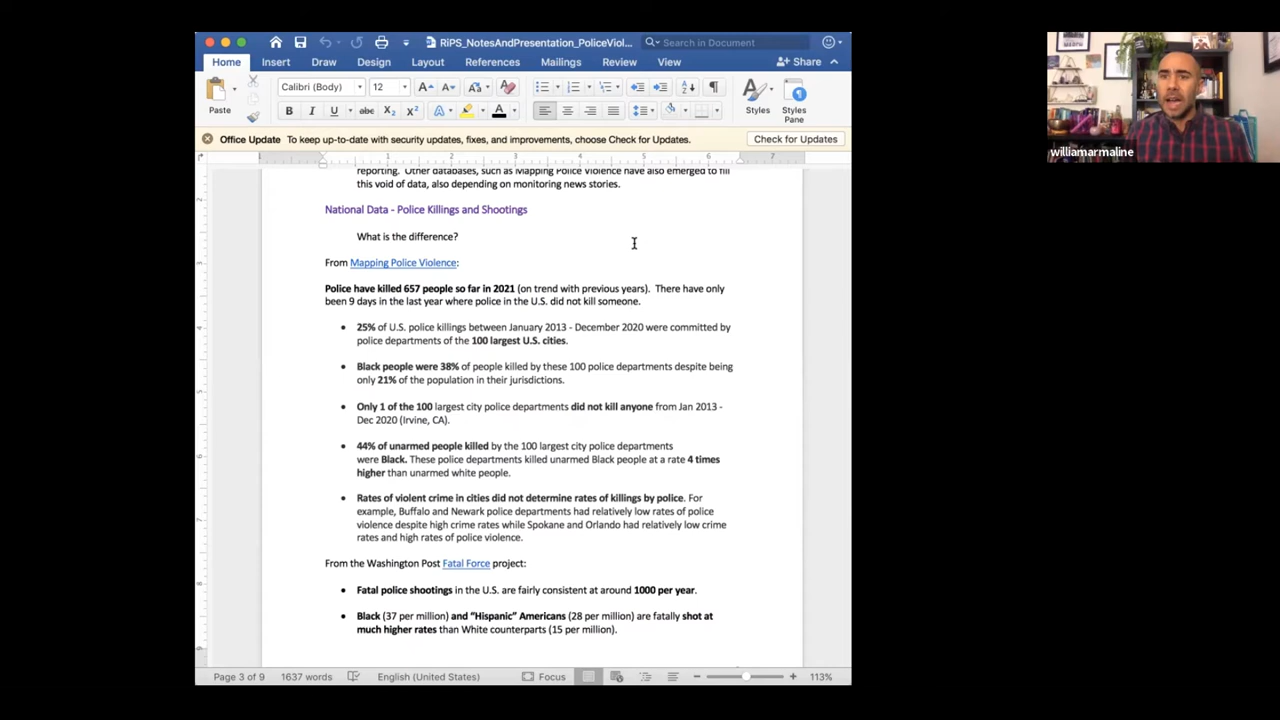 RiPS_NotesAndPresentation_PoliceViol...
Search in Document
Home Insert Draw Design Layout References Mailings Review View Share
Paste
Calibri (Body) 12
B I U abc X₂ X² A A
Styles
Styles Pane
Office Update To keep up-to-date with security updates, fixes, and improvements, choose Check for Updates. Check for Updates
1 1 2 3 4 5 6 7
reporting. Other databases, such as Mapping Police Violence have also emerged to fill
this void of data, also depending on monitoring news stories.
National Data - Police Killings and Shootings
What is the difference?
From Mapping Police Violence:
Police have killed 657 people so far in 2021 (on trend with previous years). There have only
been 9 days in the last year where police in the U.S. did not kill someone.
• 25% of U.S. police killings between January 2013 - December 2020 were committed by
police departments of the 100 largest U.S. cities.
• Black people were 38% of people killed by these 100 police departments despite being
only 21% of the population in their jurisdictions.
• Only 1 of the 100 largest city police departments did not kill anyone from Jan 2013 -
Dec 2020 (Irvine, CA).
• 44% of unarmed people killed by the 100 largest city police departments
were Black. These police departments killed unarmed Black people at a rate 4 times
higher than unarmed white people.
• Rates of violent crime in cities did not determine rates of killings by police. For
example, Buffalo and Newark police departments had relatively low rates of police
violence despite high crime rates while Spokane and Orlando had relatively low crime
rates and high rates of police violence.
From the Washington Post Fatal Force project:
• Fatal police shootings in the U.S. are fairly consistent at around 1000 per year.
• Black (37 per million) and “Hispanic” Americans (28 per million) are fatally shot at
much higher rates than White counterparts (15 per million).
Page 3 of 9 1637 words English (United States) Focus 113%
williamarmaline